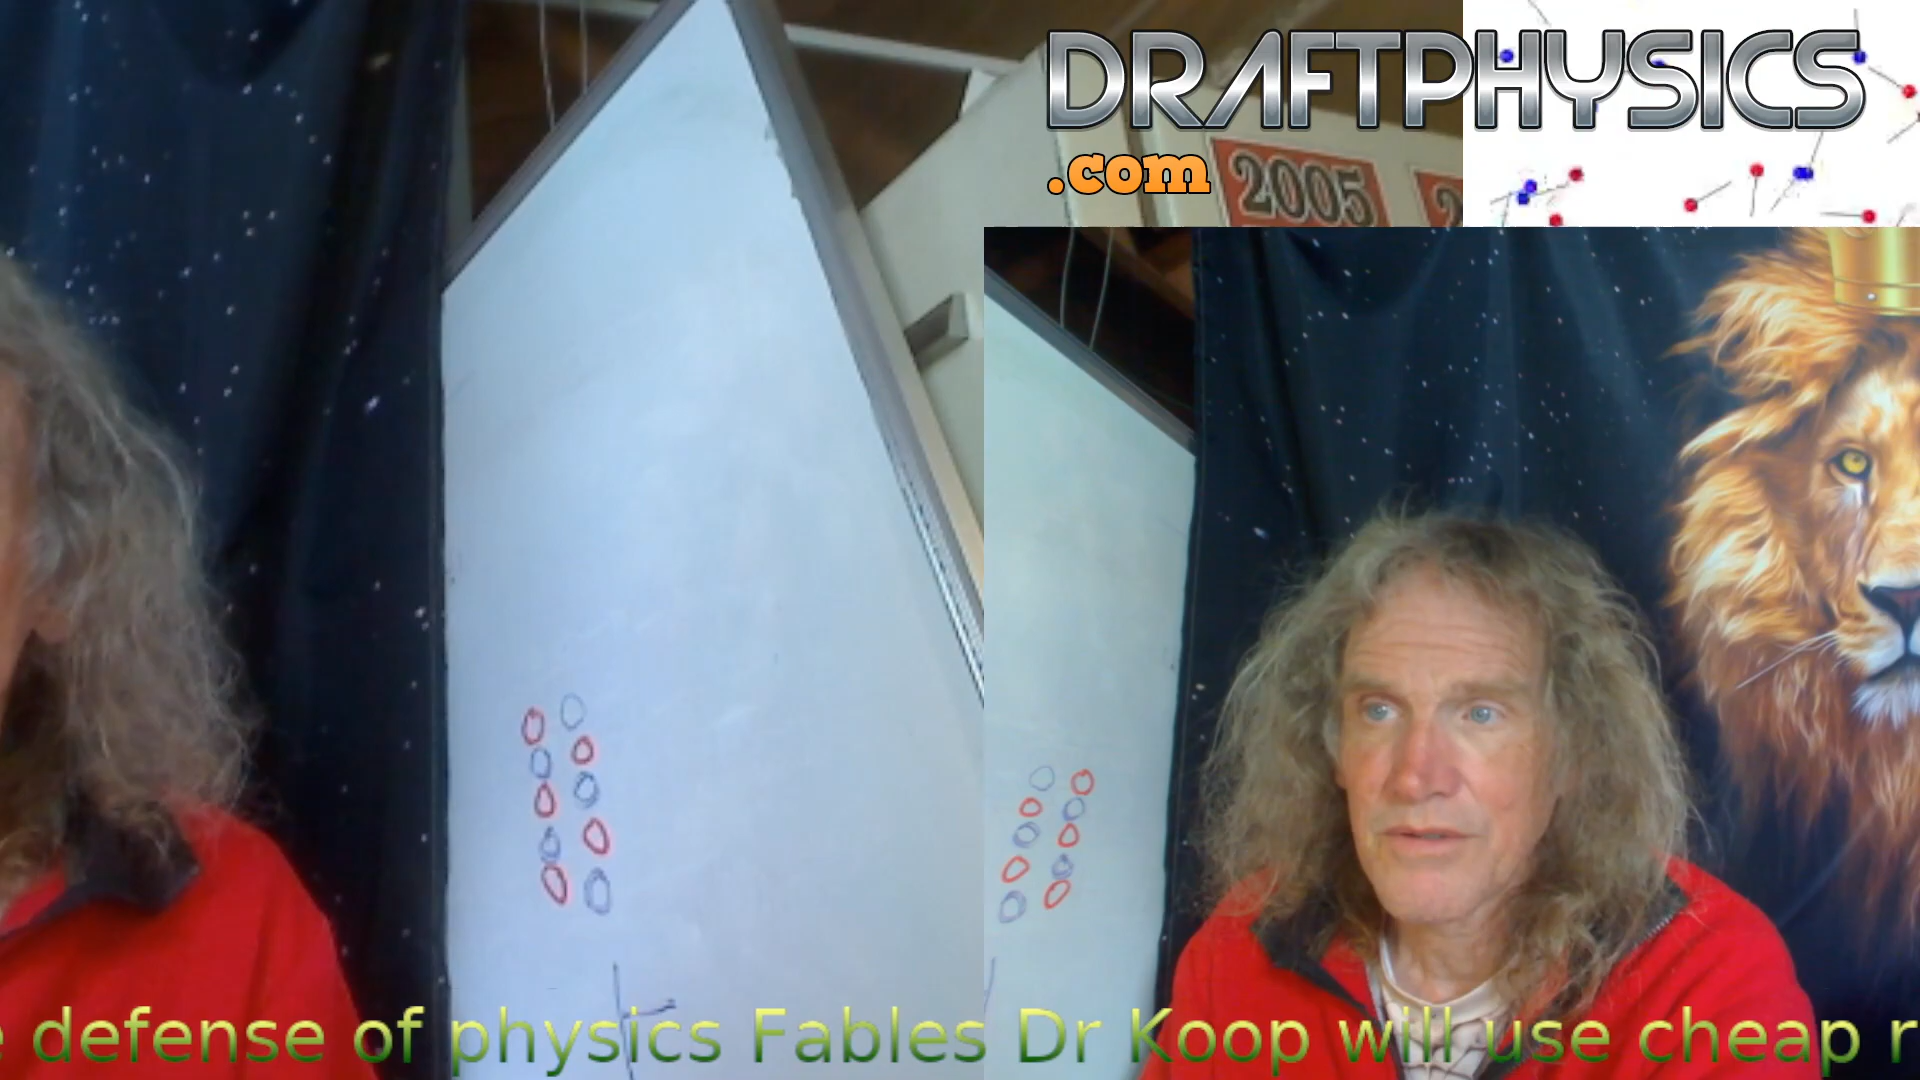 DRAFTPHYSICS
.com
2005
defense of physics Fables Dr Koop will use cheap